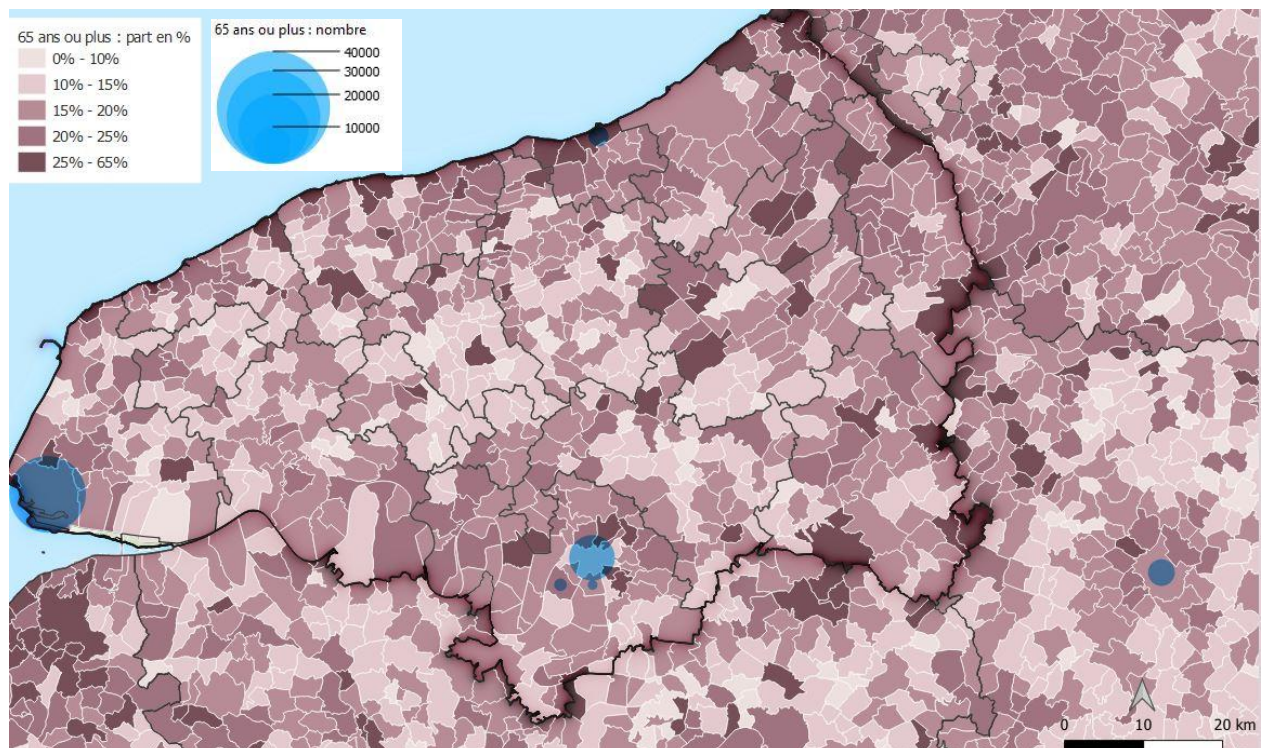 65 ans ou plus : part en %
0% - 10%
10% - 15%
15% - 20%
20% - 25%
25% - 65%
65 ans ou plus : nombre
40000
30000
20000
10000
0 10 20 km